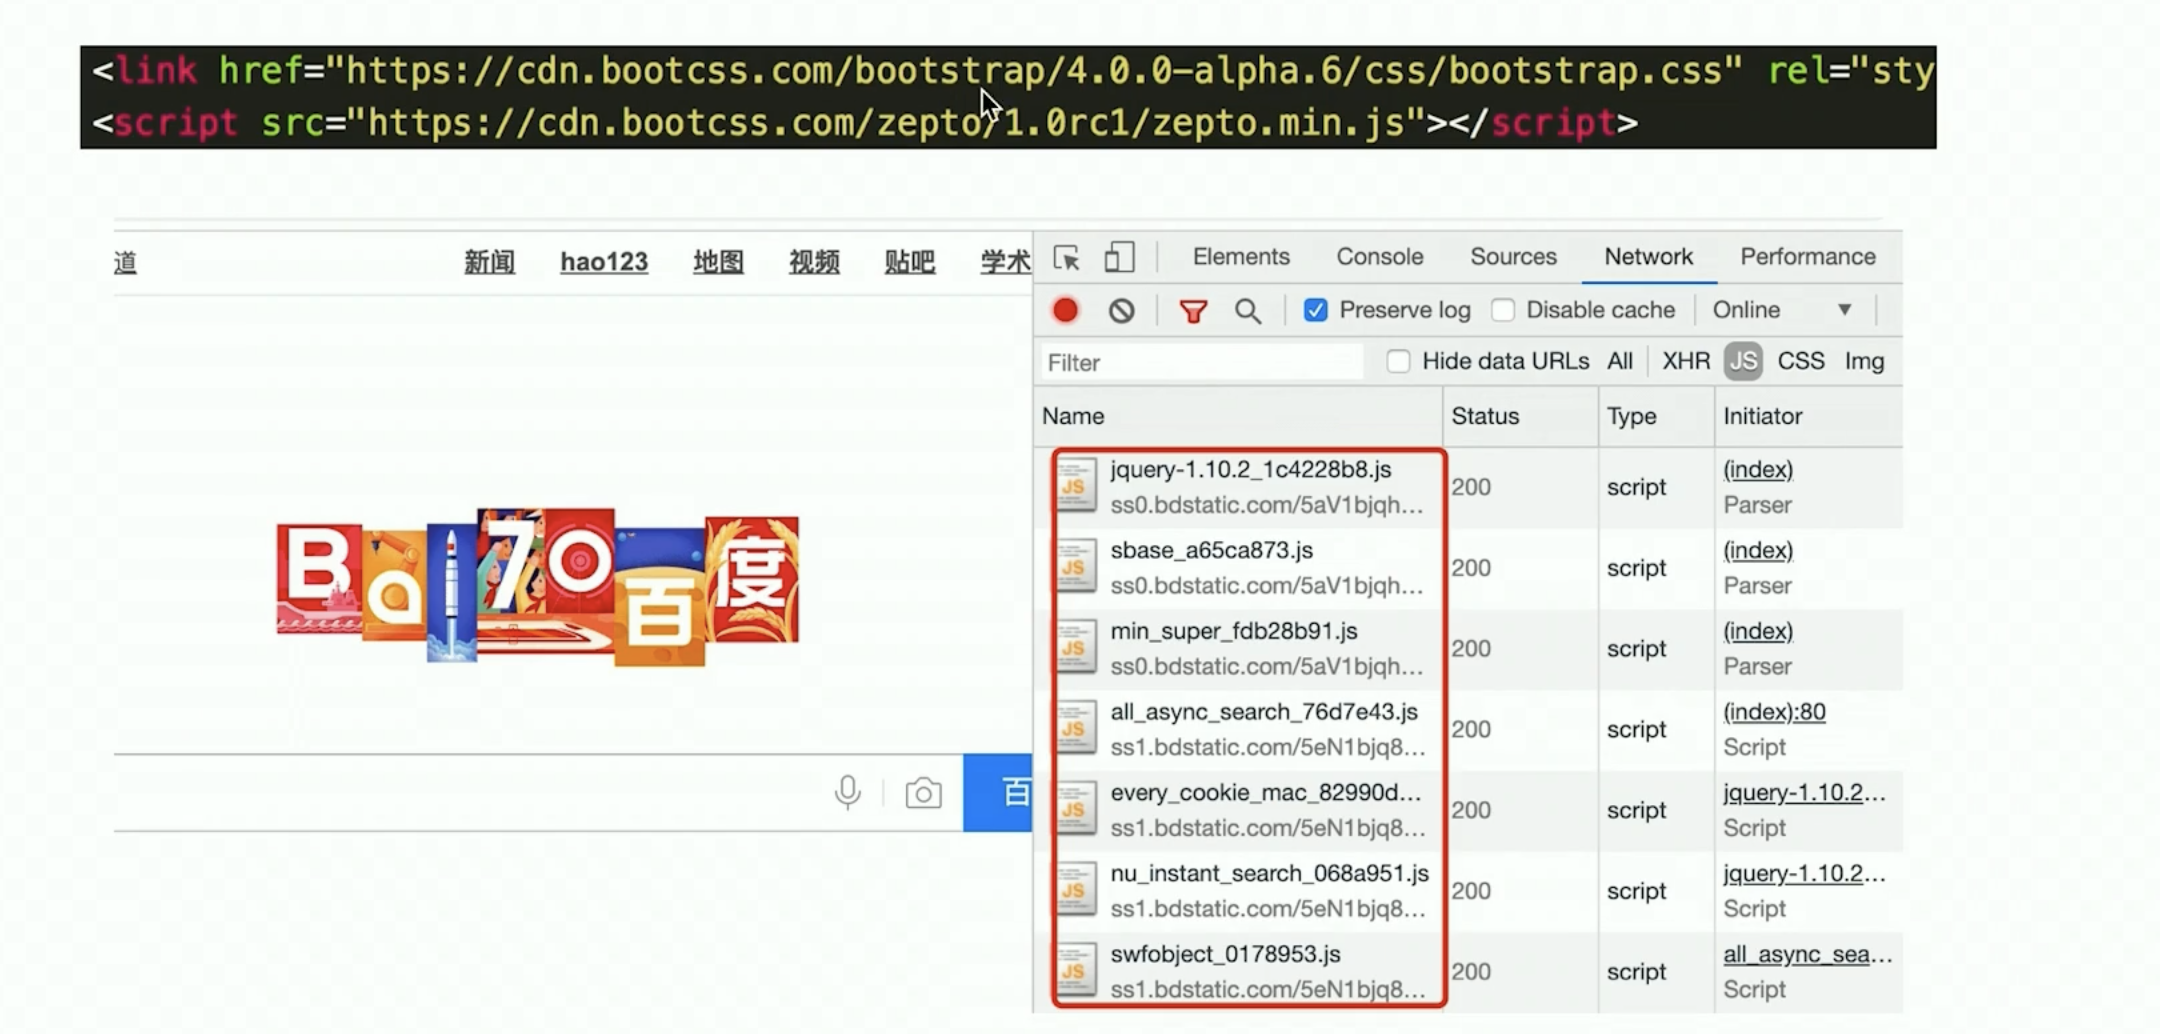 <link href="https://cdn.bootcss.com/bootstrap/4.0.0-alpha.6/css/bootstrap.css" rel="sty
<script src="https://cdn.bootcss.com/zepto/1.0rc1/zepto.min.js"></script>
道 新闻 hao123 地图 视频 贴吧 学术
Bai 70 百度
百
Elements Console Sources Network Performance
Preserve log Disable cache Online
Filter Hide data URLs All XHR JS CSS Img
Name Status Type Initiator
jquery-1.10.2_1c4228b8.js 200 script (index)
ss0.bdstatic.com/5aV1bjqh... Parser
sbase_a65ca873.js 200 script (index)
ss0.bdstatic.com/5aV1bjqh... Parser
min_super_fdb28b91.js 200 script (index)
ss0.bdstatic.com/5aV1bjqh... Parser
all_async_search_76d7e43.js 200 script (index):80
ss1.bdstatic.com/5eN1bjq8... Script
every_cookie_mac_82990d... 200 script jquery-1.10.2...
ss1.bdstatic.com/5eN1bjq8... Script
nu_instant_search_068a951.js 200 script jquery-1.10.2...
ss1.bdstatic.com/5eN1bjq8... Script
swfobject_0178953.js 200 script all_async_sea...
ss1.bdstatic.com/5eN1bjq8... Script